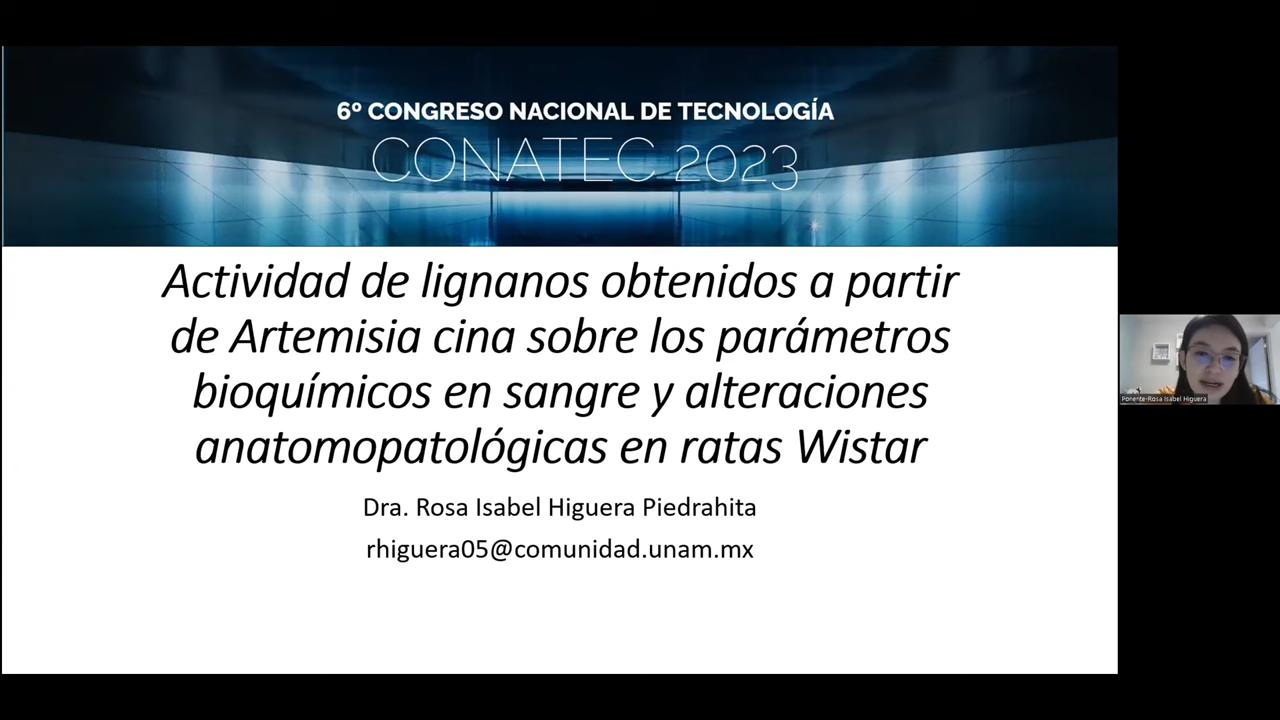 6º CONGRESO NACIONAL DE TECNOLOGÍA
CONATEC 2023
Actividad de lignanos obtenidos a partir
de Artemisia cina sobre los parámetros
bioquímicos en sangre y alteraciones
anatomopatológicas en ratas Wistar
Dra. Rosa Isabel Higuera Piedrahita
rhiguera05@comunidad.unam.mx
Ponente-Rosa Isabel Higuera